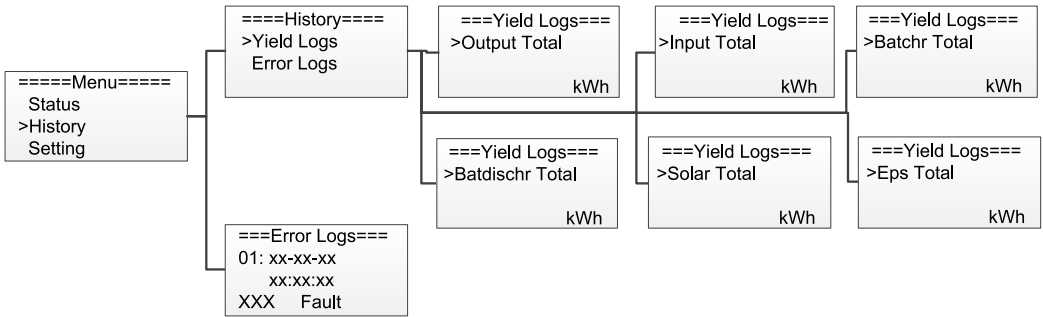 =====Menu=====
Status
>History
Setting
====History====
>Yield Logs
Error Logs
===Yield Logs===
>Output Total
kWh
===Yield Logs===
>Input Total
kWh
===Yield Logs===
>Batchr Total
kWh
===Yield Logs===
>Batdischr Total
kWh
===Yield Logs===
>Solar Total
kWh
===Yield Logs===
>Eps Total
kWh
===Error Logs===
01: xx-xx-xx
xx:xx:xx
XXX Fault